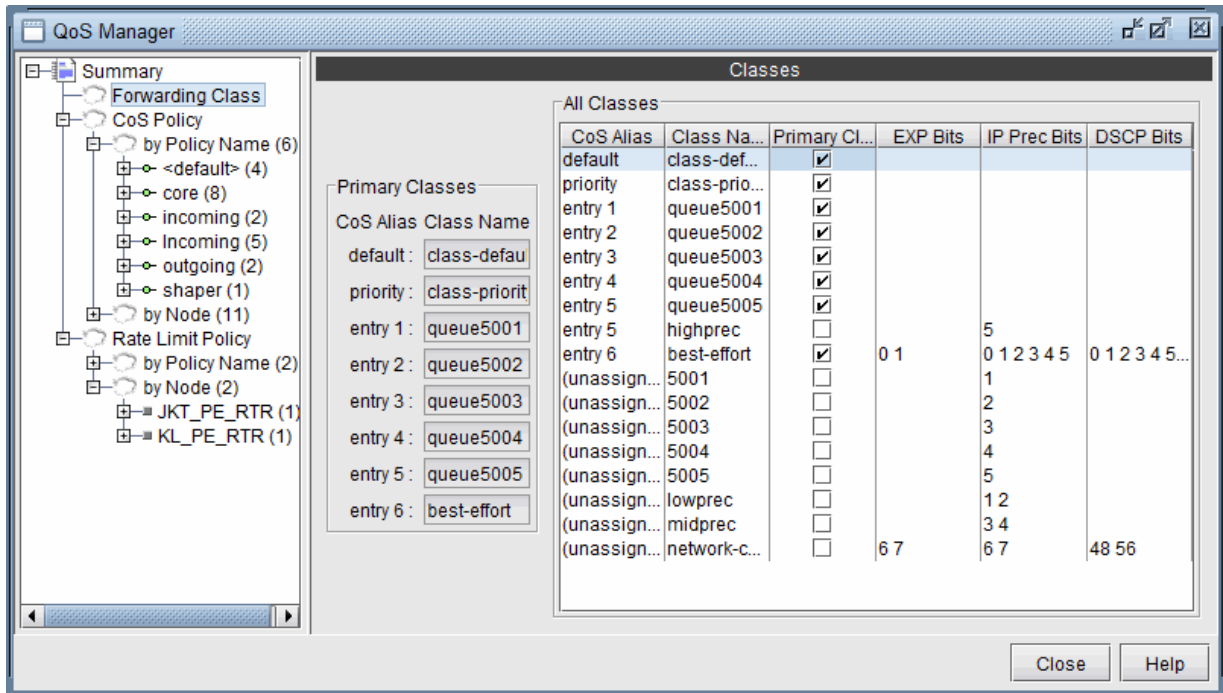 QoS Manager
Summary
Forwarding Class
CoS Policy
by Policy Name (6)
<default> (4)
core (8)
incoming (2)
Incoming (5)
outgoing (2)
shaper (1)
by Node (11)
Rate Limit Policy
by Policy Name (2)
by Node (2)
JKT_PE_RTR (1)
KL_PE_RTR (1)
Classes
Primary Classes
CoS Alias Class Name
default : class-defau
priority : class-priorit
entry 1 : queue5001
entry 2 : queue5002
entry 3 : queue5003
entry 4 : queue5004
entry 5 : queue5005
entry 6 : best-effort
All Classes
CoS Alias Class Na... Primary Cl... EXP Bits IP Prec Bits DSCP Bits
default class-def...
priority class-prio...
entry 1 queue5001
entry 2 queue5002
entry 3 queue5003
entry 4 queue5004
entry 5 queue5005
entry 5 highprec 5
entry 6 best-effort 0 1 0 1 2 3 4 5 0 1 2 3 4 5...
(unassign... 5001 1
(unassign... 5002 2
(unassign... 5003 3
(unassign... 5004 4
(unassign... 5005 5
(unassign... lowprec 1 2
(unassign... midprec 3 4
(unassign... network-c... 6 7 6 7 48 56
Close Help